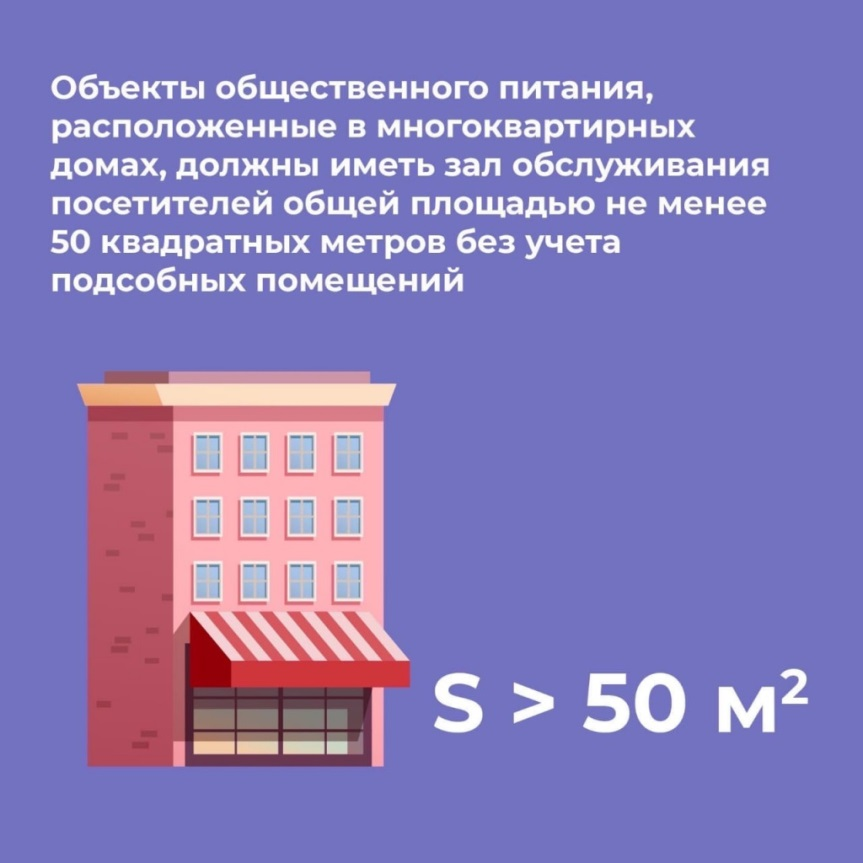 Объекты общественного питания,
расположенные в многоквартирных
домах, должны иметь зал обслуживания
посетителей общей площадью не менее
50 квадратных метров без учета
подсобных помещений
S > 50 м²